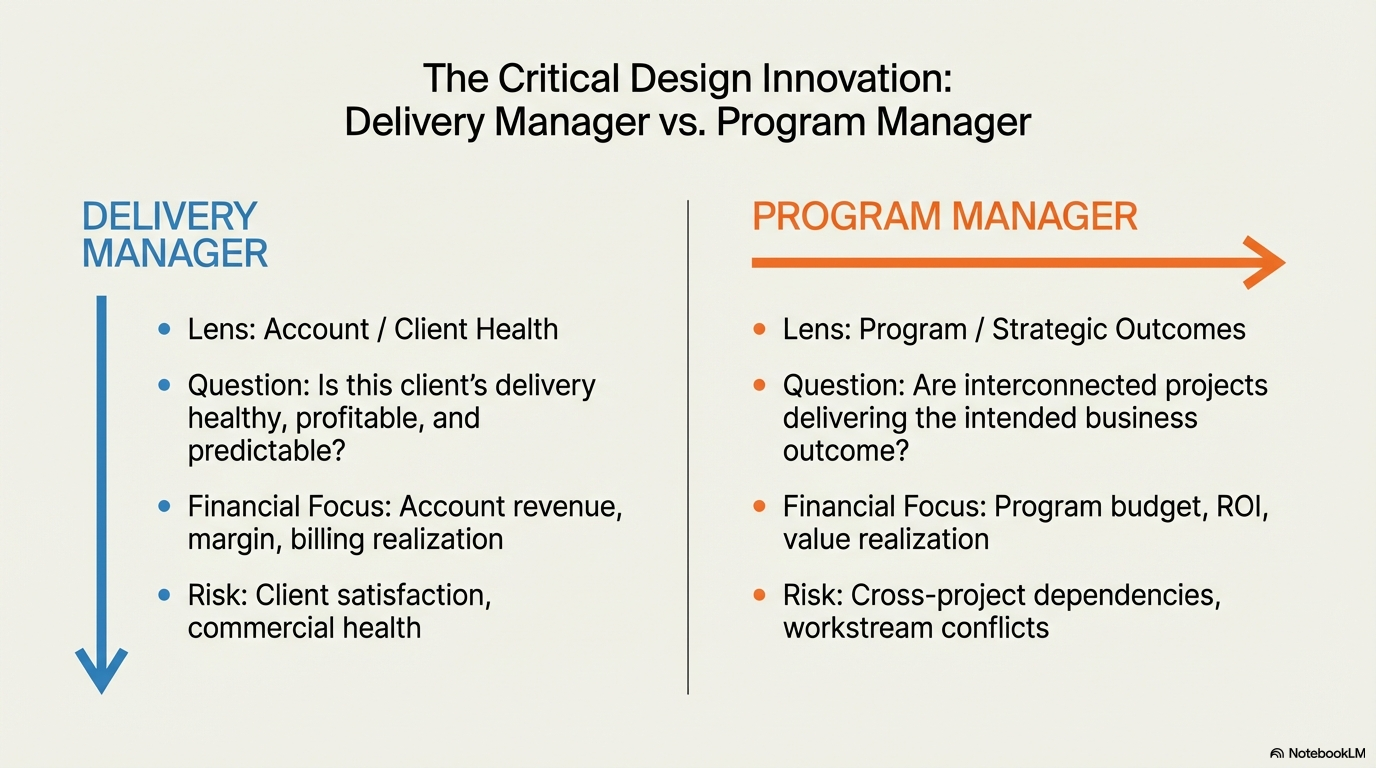 The Critical Design Innovation:
Delivery Manager vs. Program Manager
DELIVERY
MANAGER
• Lens: Account / Client Health
• Question: Is this client’s delivery
healthy, profitable, and
predictable?
• Financial Focus: Account revenue,
margin, billing realization
• Risk: Client satisfaction,
commercial health
PROGRAM MANAGER
• Lens: Program / Strategic Outcomes
• Question: Are interconnected projects
delivering the intended business
outcome?
• Financial Focus: Program budget, ROI,
value realization
• Risk: Cross-project dependencies,
workstream conflicts
NotebookLM